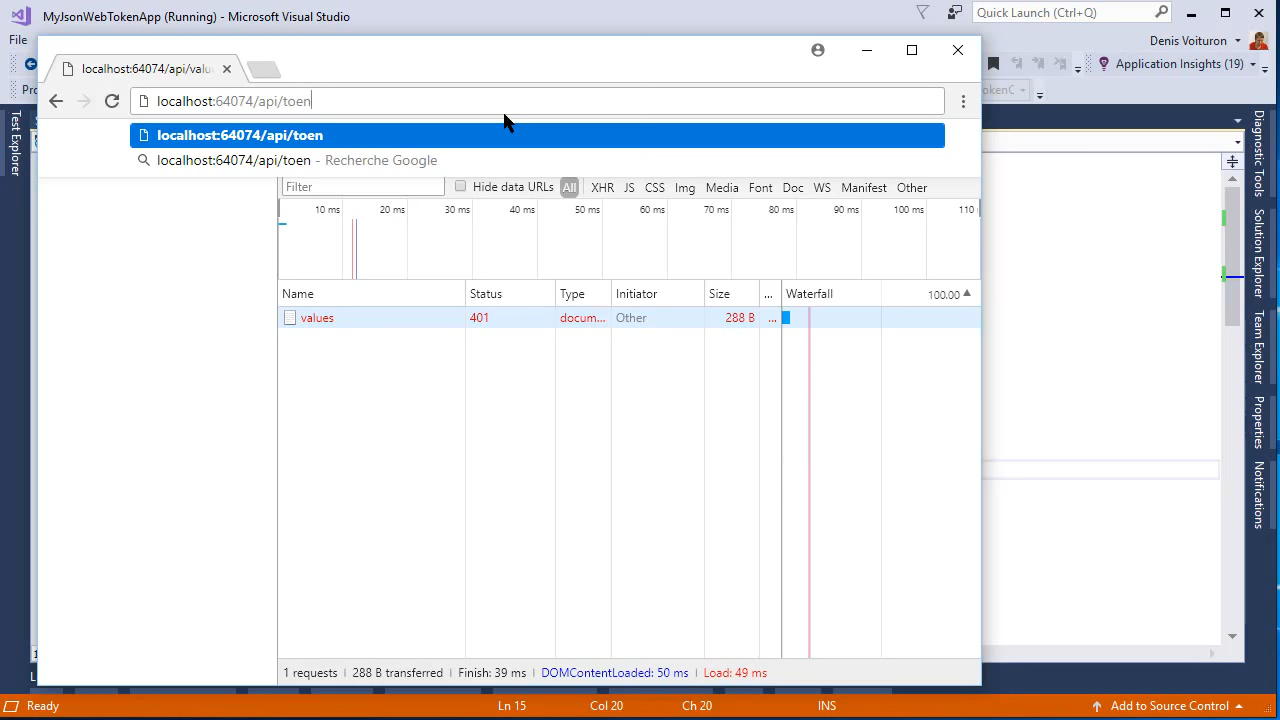 MyJsonWebTokenApp (Running) - Microsoft Visual Studio
Quick Launch (Ctrl+Q)
File
Denis Voituron
Application Insights (19)
localhost:64074/api/valu
localhost:64074/api/toen
localhost:64074/api/toen
localhost:64074/api/toen - Recherche Google
Filter
Hide data URLs
All
XHR
JS
CSS
Img
Media
Font
Doc
WS
Manifest
Other
10 ms
20 ms
30 ms
40 ms
50 ms
60 ms
70 ms
80 ms
90 ms
100 ms
110
Name
Status
Type
Initiator
Size
...
Waterfall
100.00
values
401
docum...
Other
288 B
...
1 requests | 288 B transferred | Finish: 39 ms | DOMContentLoaded: 50 ms | Load: 49 ms
Test Explorer
Diagnostic Tools
Solution Explorer
Team Explorer
Properties
Notifications
Ready
Ln 15
Col 20
Ch 20
INS
Add to Source Control